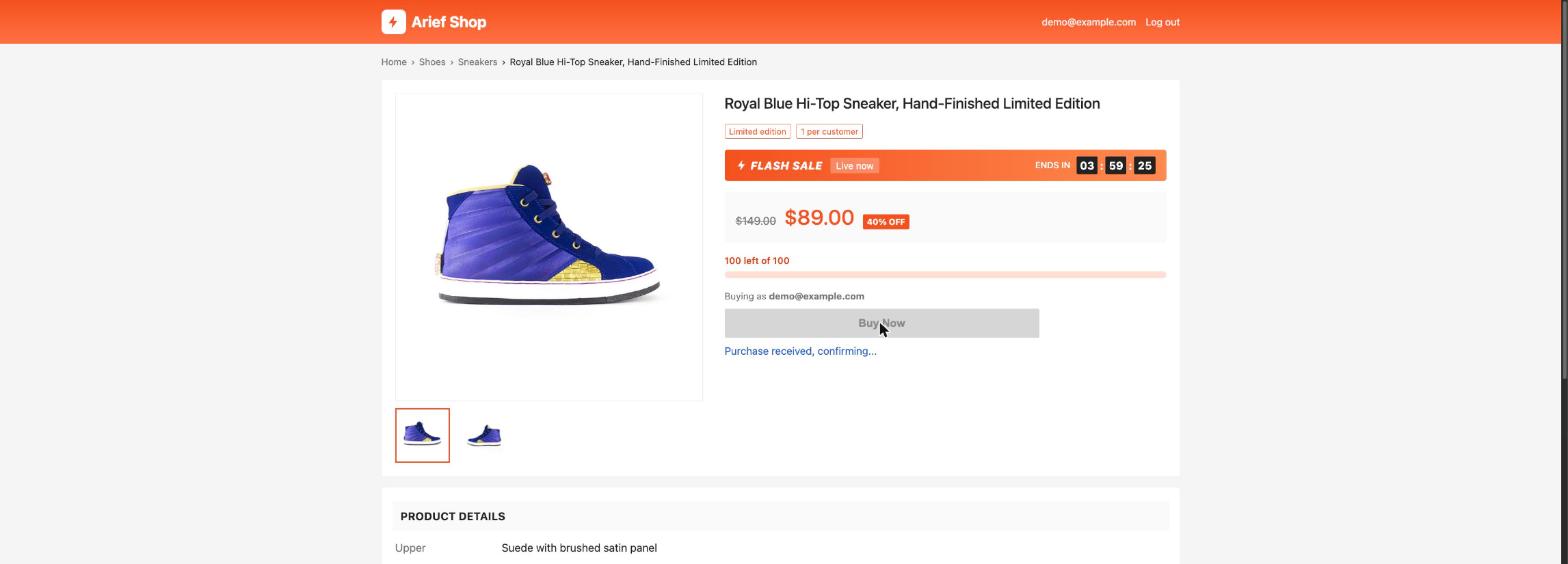 Arief Shop
demo@example.com Log out
Home › Shoes › Sneakers › Royal Blue Hi-Top Sneaker, Hand-Finished Limited Edition
Royal Blue Hi-Top Sneaker, Hand-Finished Limited Edition
Limited edition 1 per customer
FLASH SALE Live now ENDS IN 03 : 59 : 25
$149.00 $89.00 40% OFF
100 left of 100
Buying as demo@example.com
Buy Now
Purchase received, confirming...
PRODUCT DETAILS
Upper Suede with brushed satin panel